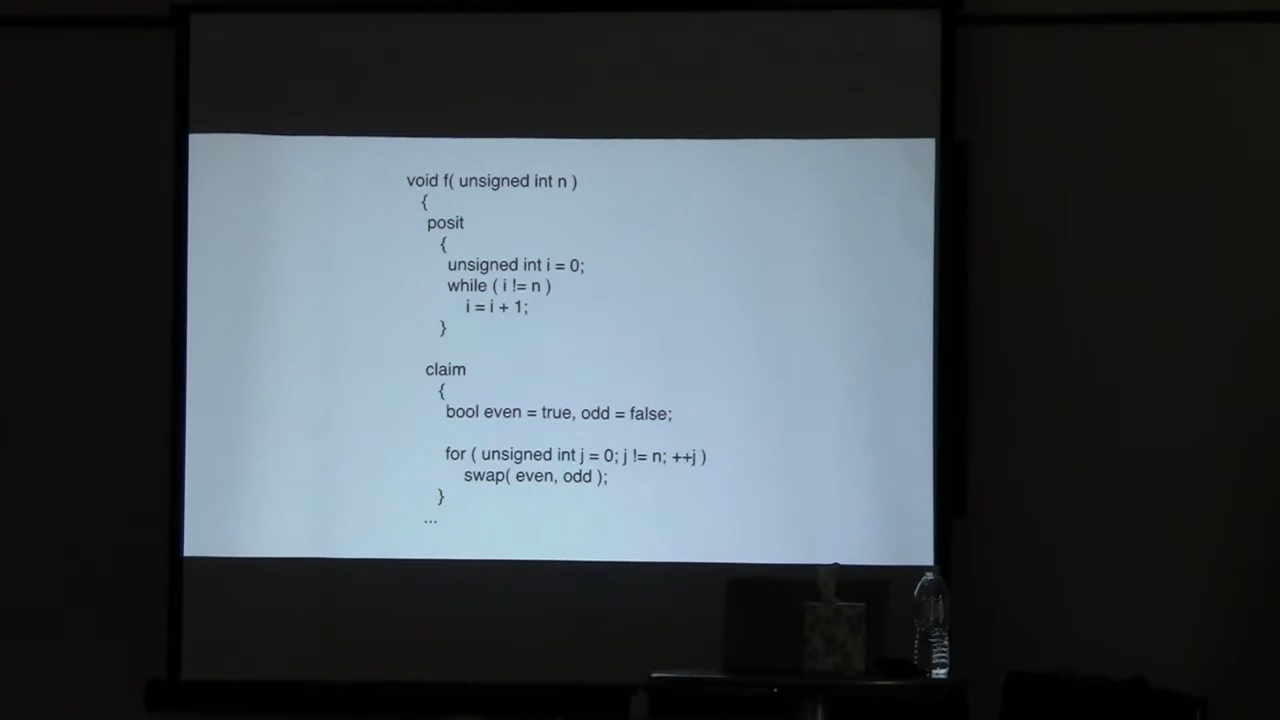 void f( unsigned int n )
{
posit
{
unsigned int i = 0;
while ( i != n )
i = i + 1;
}
claim
{
bool even = true, odd = false;
for ( unsigned int j = 0; j != n; ++j )
swap( even, odd );
}
...